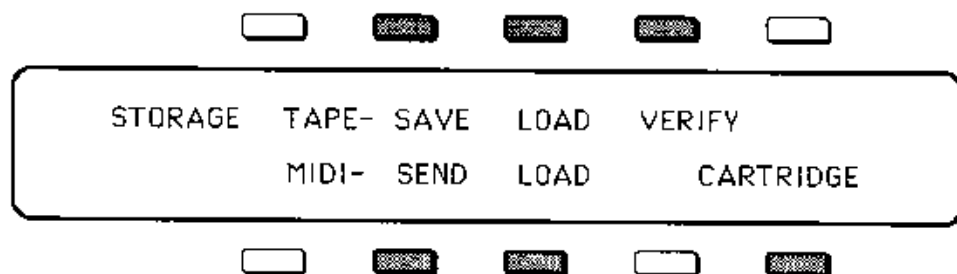 STORAGE TAPE- SAVE LOAD VERIFY
MIDI- SEND LOAD CARTRIDGE